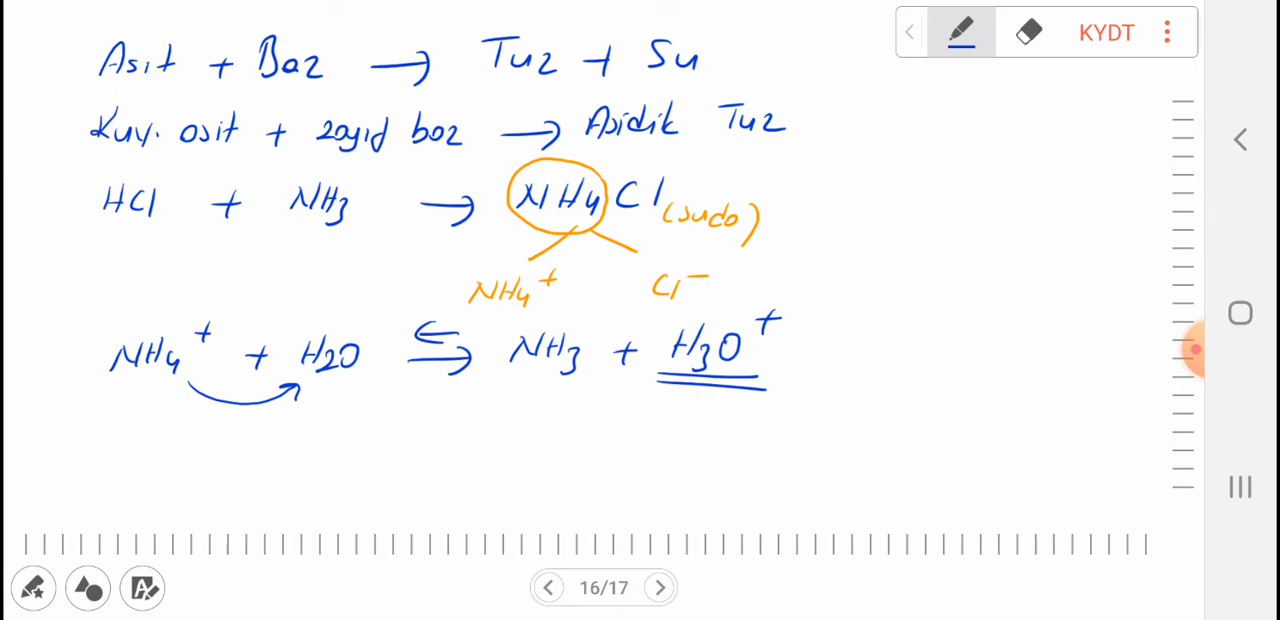 KYDT
Asit + Baz → Tuz + Su
Kuv. asit + zayıf baz → Asidik Tuz
HCl + NH3 → NH4Cl (suda)
NH4+ Cl−
NH4+ + H2O ⇌ NH3 + H3O+
16/17